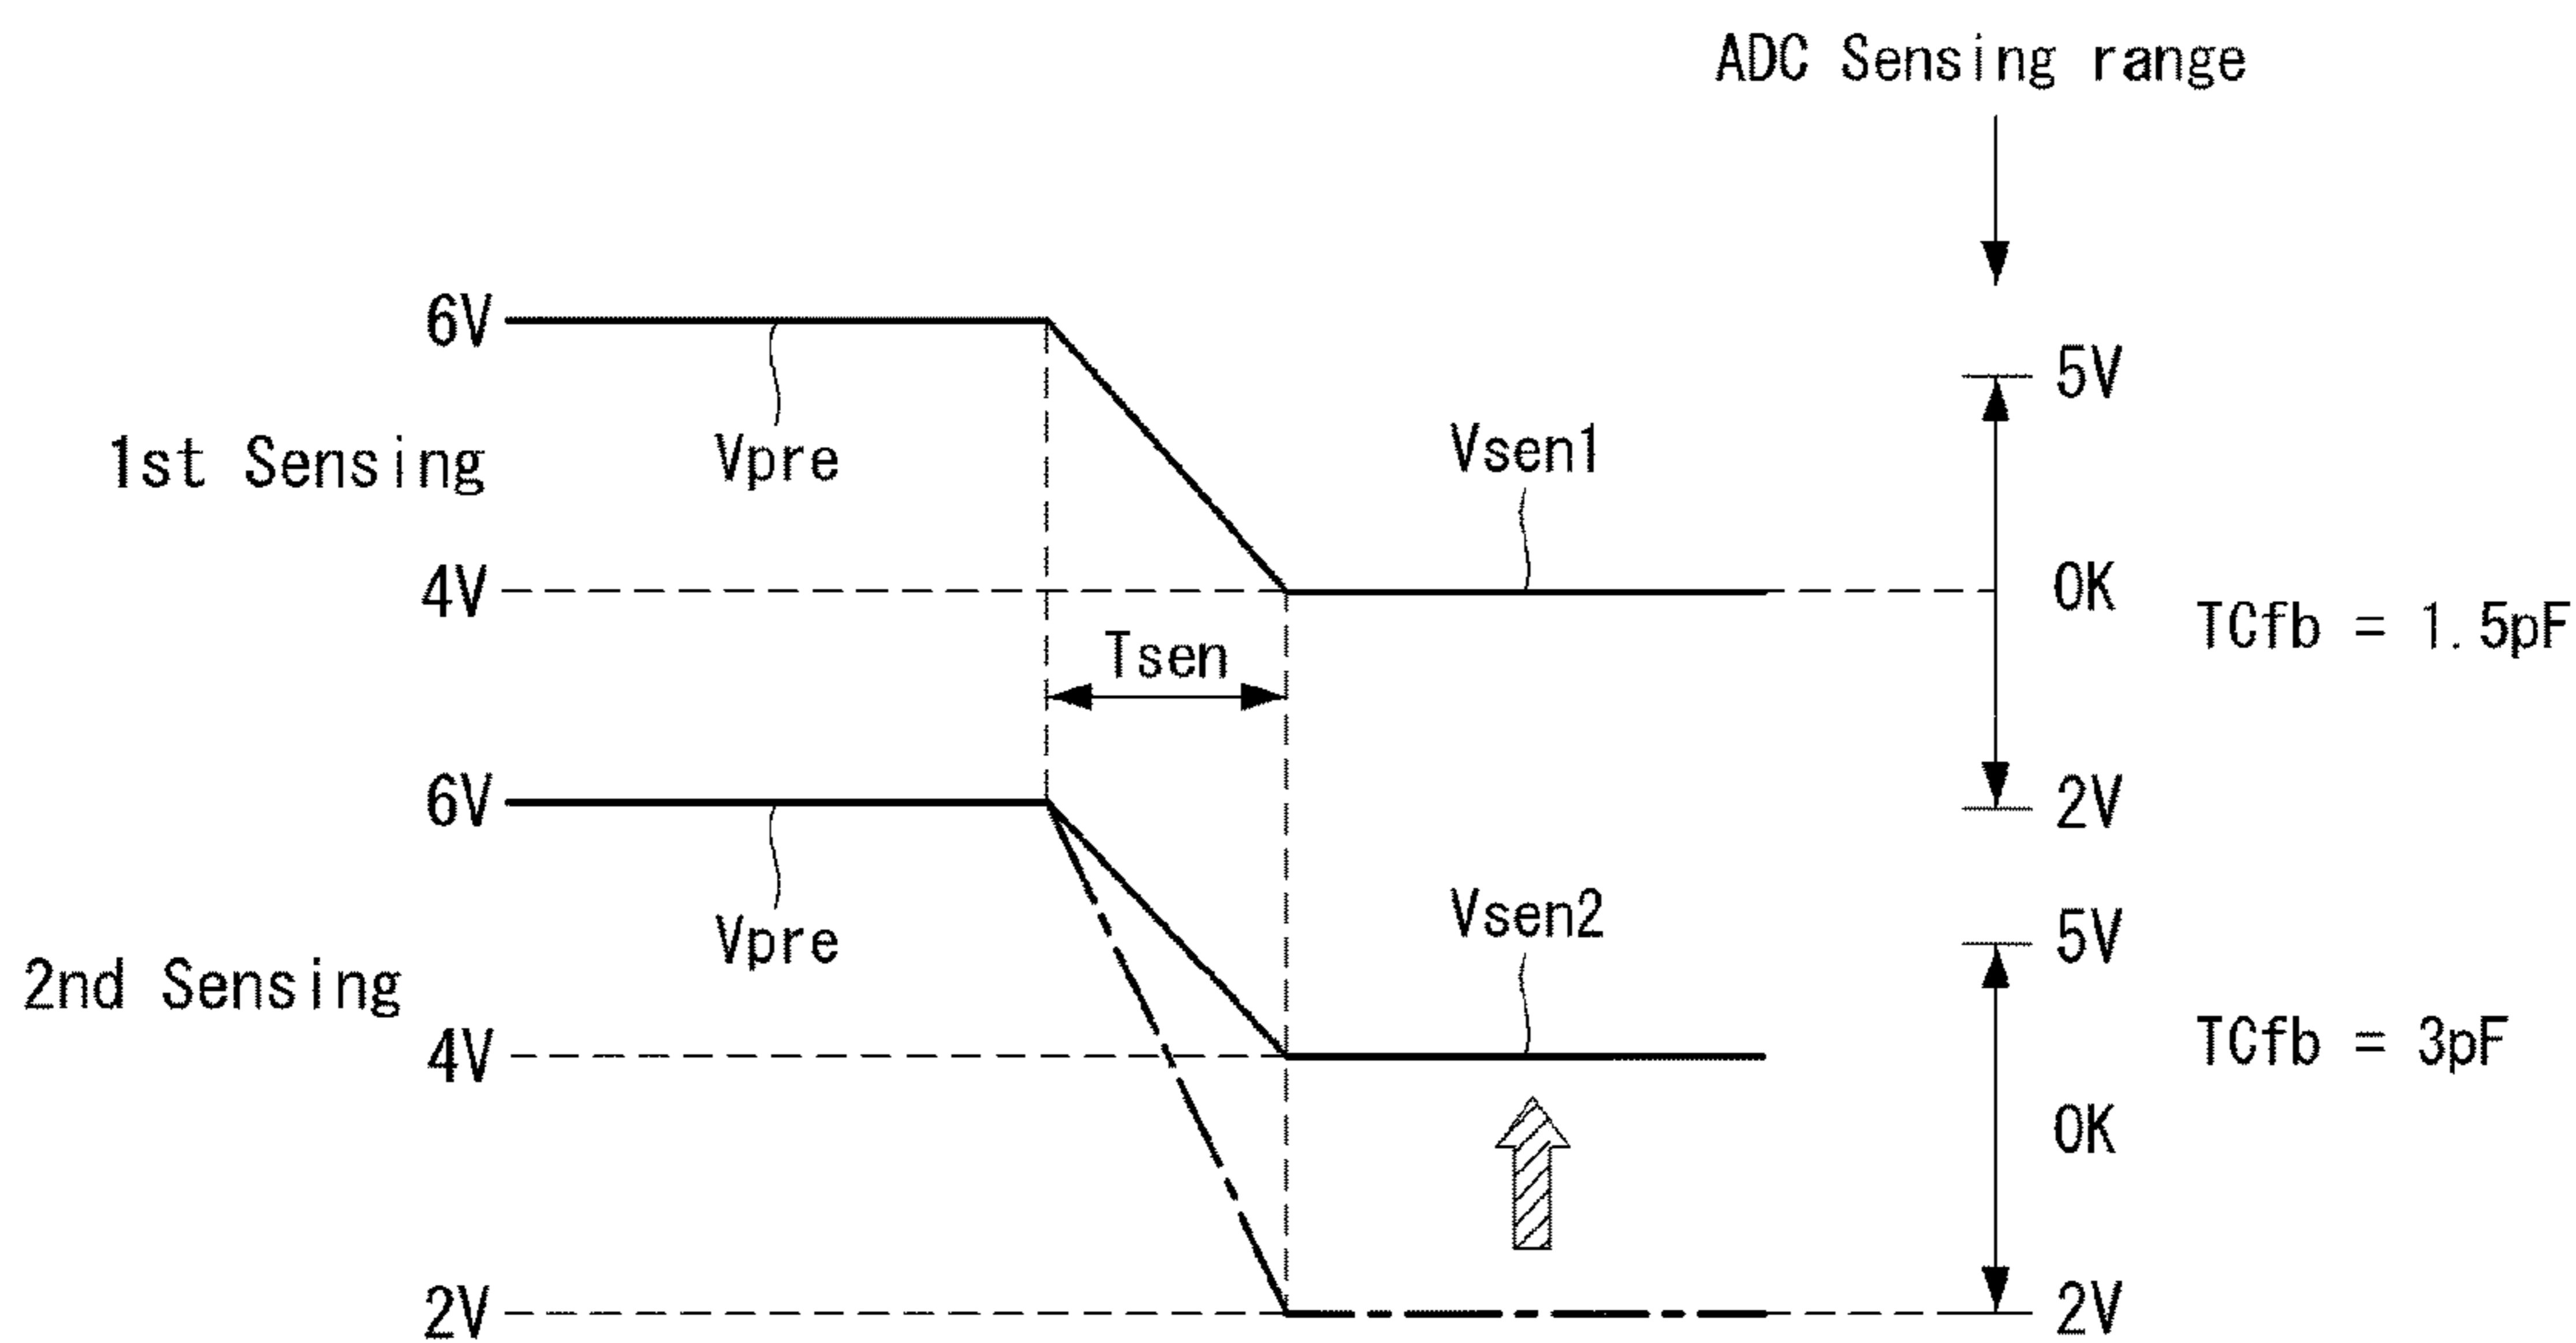 ADC Sensing range
6V
5V
1st Sensing
Vpre
Vsen1
4V
OK
TCfb = 1.5pF
Tsen
6V
2V
Vpre
Vsen2
5V
2nd Sensing
4V
TCfb = 3pF
OK
2V
2V